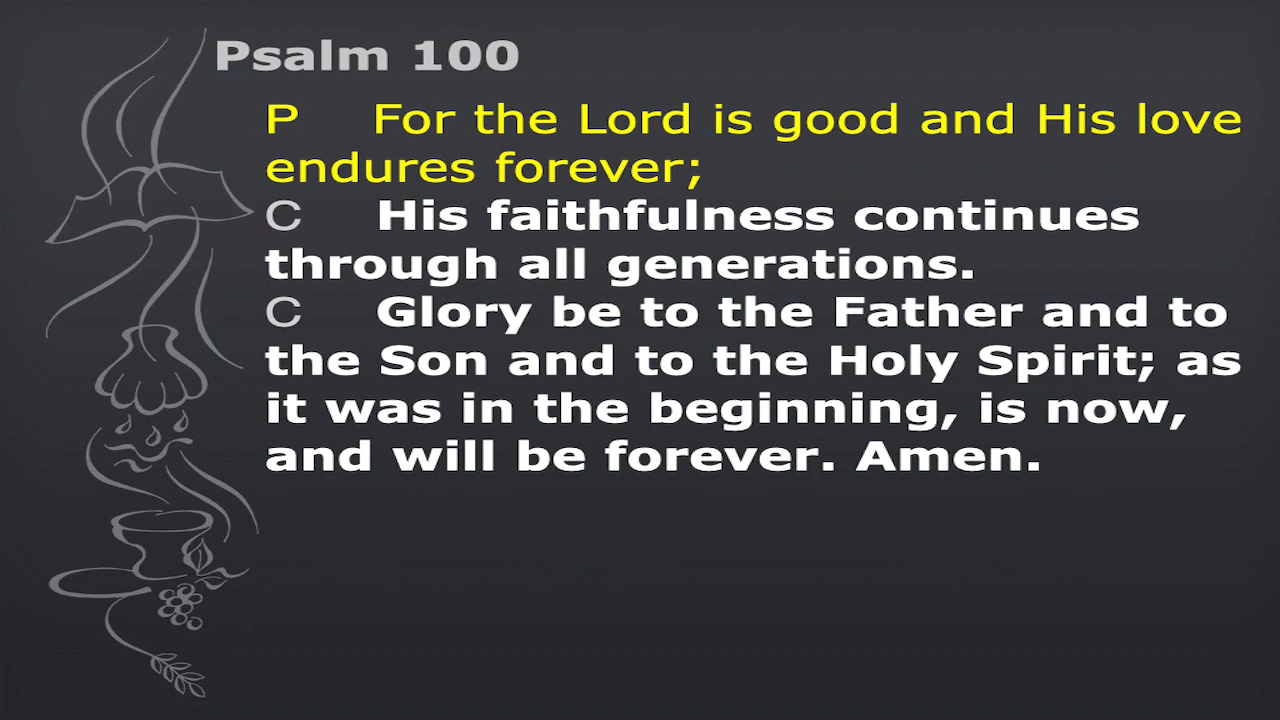 Psalm 100
P For the Lord is good and His love
endures forever;
C His faithfulness continues
through all generations.
C Glory be to the Father and to
the Son and to the Holy Spirit; as
it was in the beginning, is now,
and will be forever. Amen.